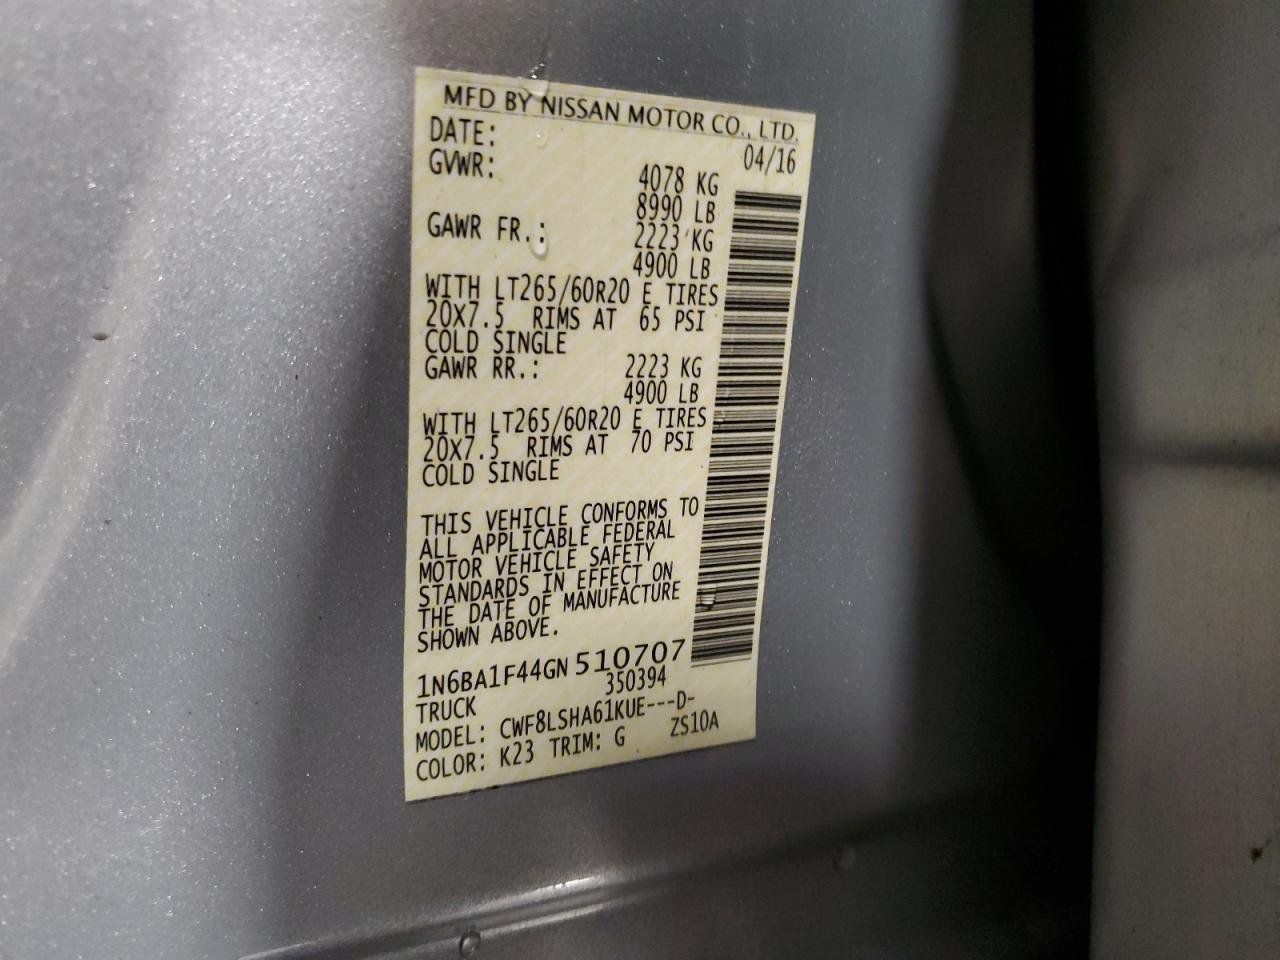 MFD BY NISSAN MOTOR CO., LTD.
DATE: 04/16
GVWR: 4078 KG
8990 LB
GAWR FR.: 2223 KG
4900 LB
WITH LT265/60R20 E TIRES
20X7.5 RIMS AT 65 PSI
COLD SINGLE
GAWR RR.: 2223 KG
4900 LB
WITH LT265/60R20 E TIRES
20X7.5 RIMS AT 70 PSI
COLD SINGLE
THIS VEHICLE CONFORMS TO
ALL APPLICABLE FEDERAL
MOTOR VEHICLE SAFETY
STANDARDS IN EFFECT ON
THE DATE OF MANUFACTURE
SHOWN ABOVE.
1N6BA1F44GN510707
TRUCK 350394
MODEL: CWF8LSHA61KUE---D-
COLOR: K23 TRIM: G ZS10A